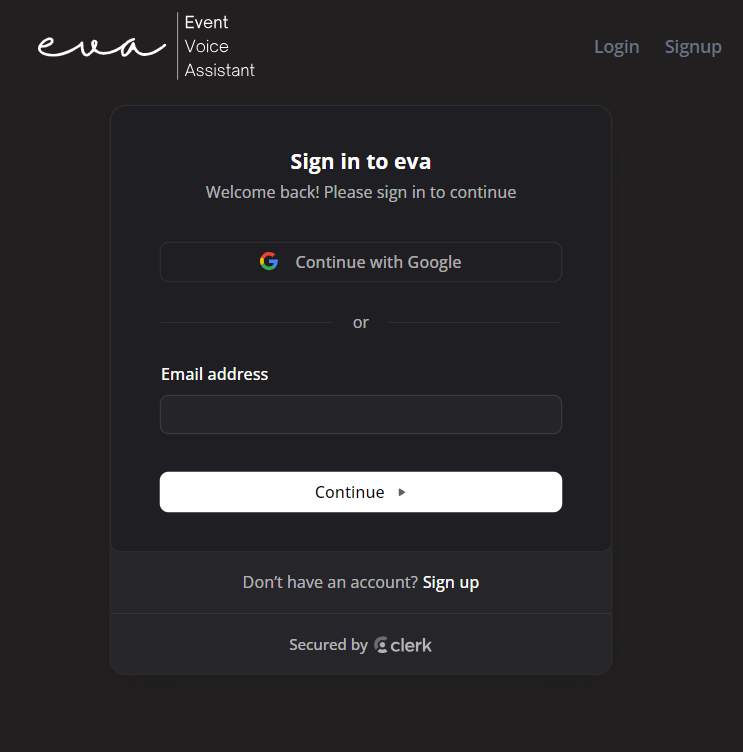 eva
Event
Voice
Assistant
Login Signup
Sign in to eva
Welcome back! Please sign in to continue
Continue with Google
or
Email address
Continue
Don’t have an account? Sign up
Secured by clerk